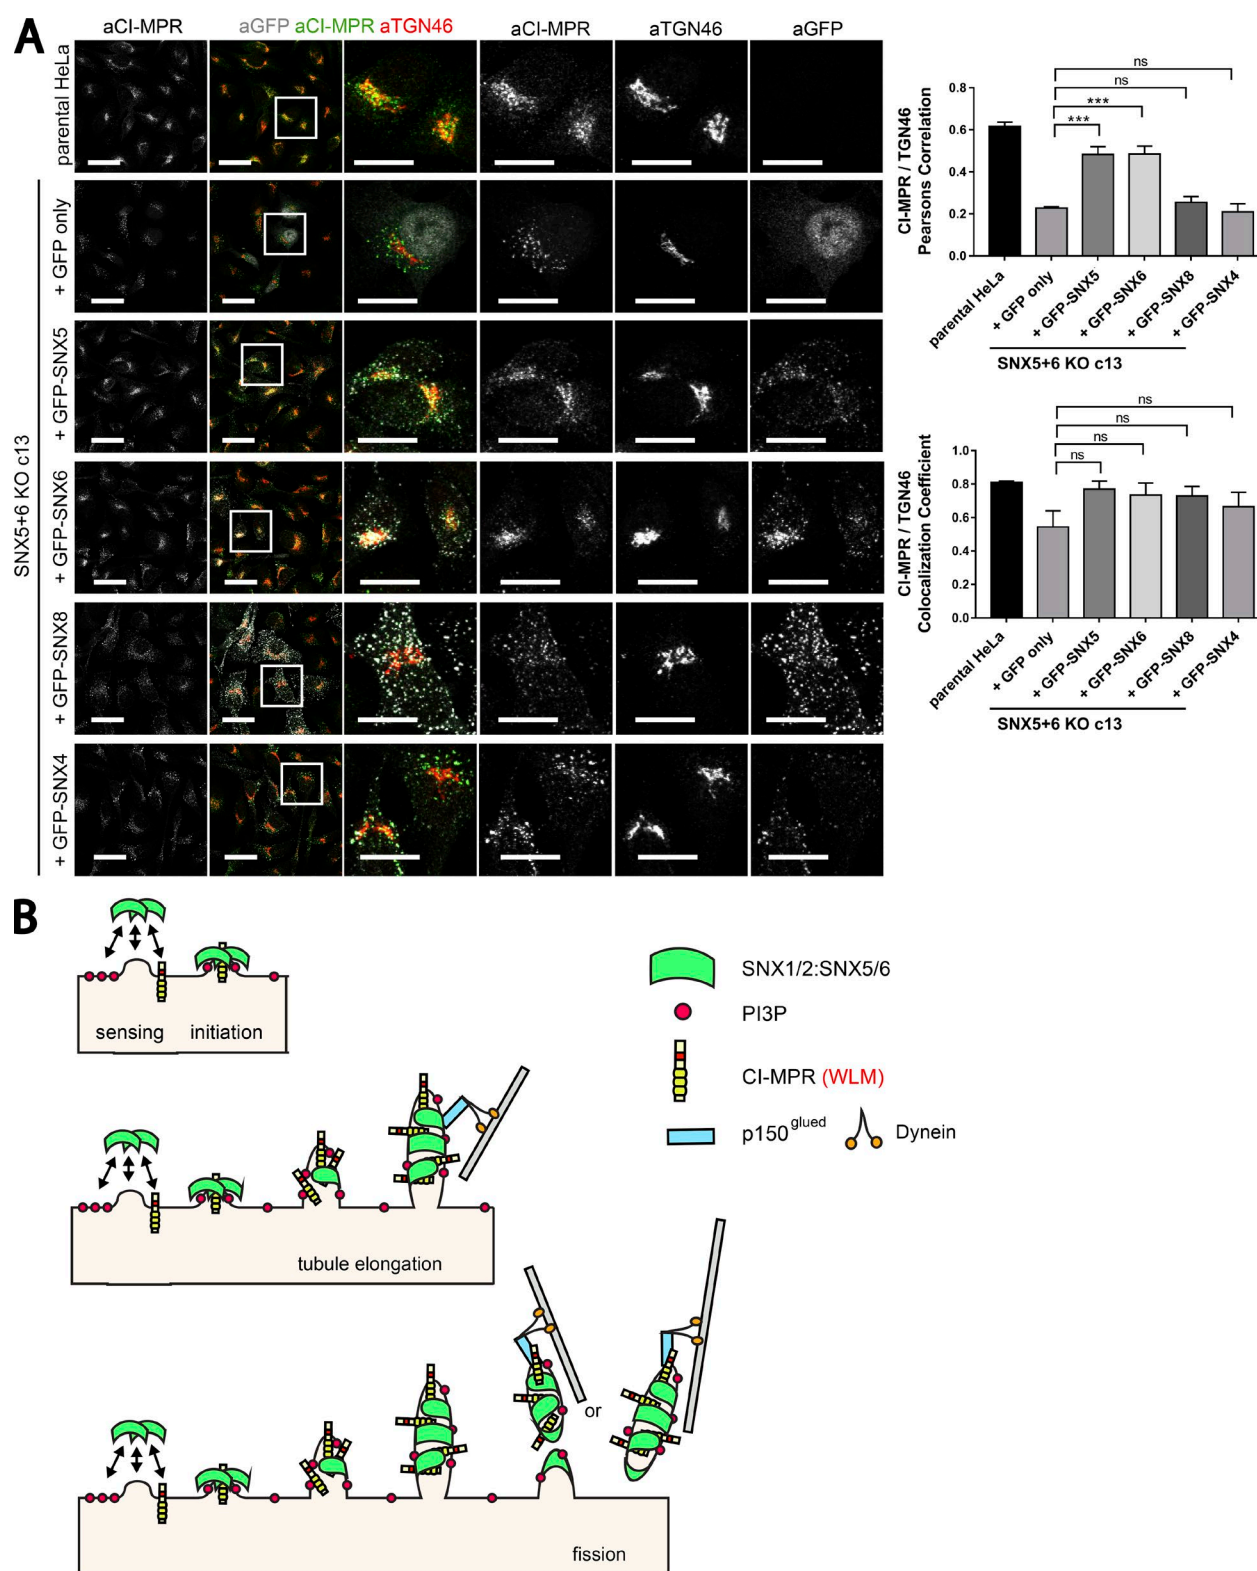 A
aCI-MPR
aGFP aCI-MPR aTGN46
aCI-MPR
aTGN46
aGFP
parental HeLa
SNX5+6 KO c13
+ GFP only
+ GFP-SNX5
+ GFP-SNX6
+ GFP-SNX8
+ GFP-SNX4
CI-MPR / TGN46
Pearsons Correlation
0.8
0.6
0.4
0.2
0.0
ns
ns
***
***
parental HeLa
+ GFP only
+ GFP-SNX5
+ GFP-SNX6
+ GFP-SNX8
+ GFP-SNX4
SNX5+6 KO c13
CI-MPR / TGN46
Colocalization Coefficient
1.0
0.8
0.6
0.4
0.2
0.0
ns
ns
ns
ns
parental HeLa
+ GFP only
+ GFP-SNX5
+ GFP-SNX6
+ GFP-SNX8
+ GFP-SNX4
SNX5+6 KO c13
B
sensing
initiation
SNX1/2:SNX5/6
PI3P
CI-MPR (WLM)
p150glued
Dynein
tubule elongation
or
fission